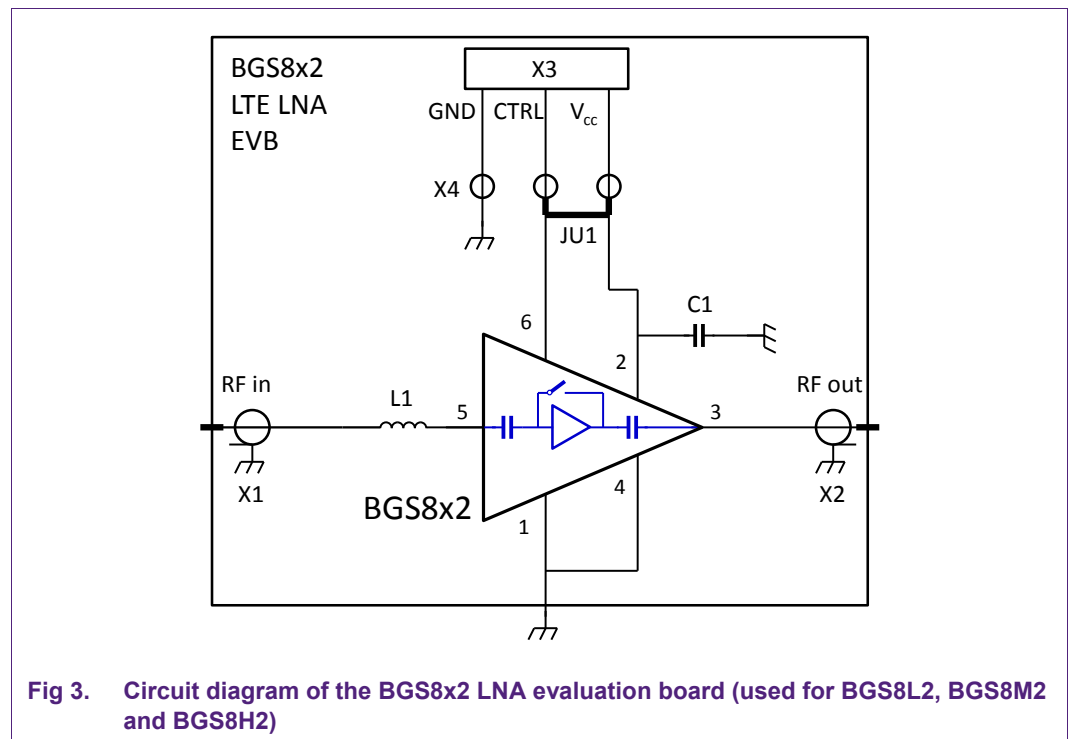 BGS8x2
LTE LNA
EVB
X3
GND CTRL Vcc
X4
JU1
C1
6
2
RF in
RF out
L1
5
3
4
X1
X2
BGS8x2
1
Fig 3. Circuit diagram of the BGS8x2 LNA evaluation board (used for BGS8L2, BGS8M2
and BGS8H2)